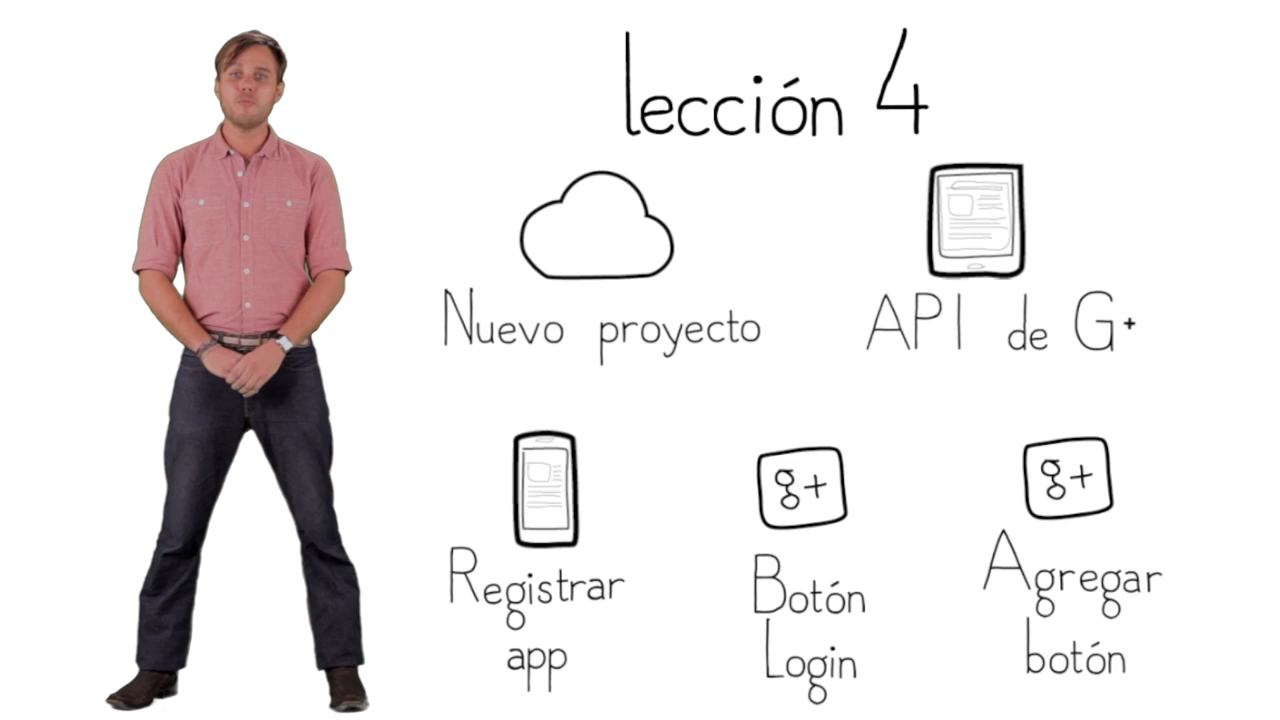 lección 4
Nuevo proyecto
API de G+
g+
g+
Registrar
app
Botón
Login
Agregar
botón